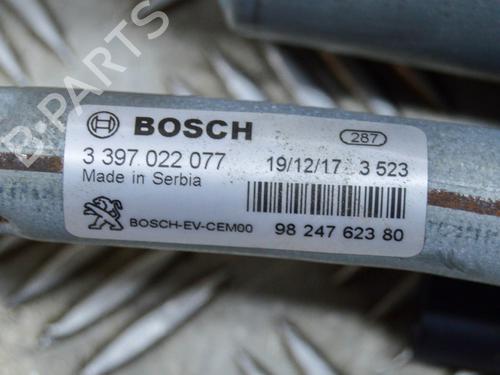 B-PARTS
BOSCH 287
3 397 022 077 19/12/17 3 523
Made in Serbia
BOSCH-EV-CEM00 98 247 623 80